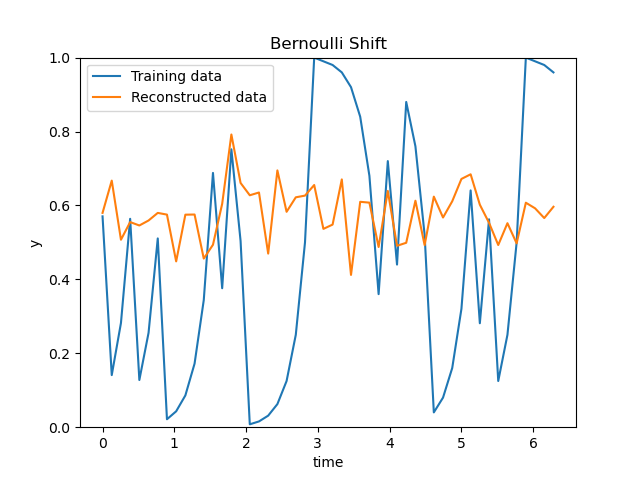 Bernoulli Shift
Training data
Reconstructed data
1.0
0.8
0.6
0.4
0.2
0.0
y
0 1 2 3 4 5 6
time